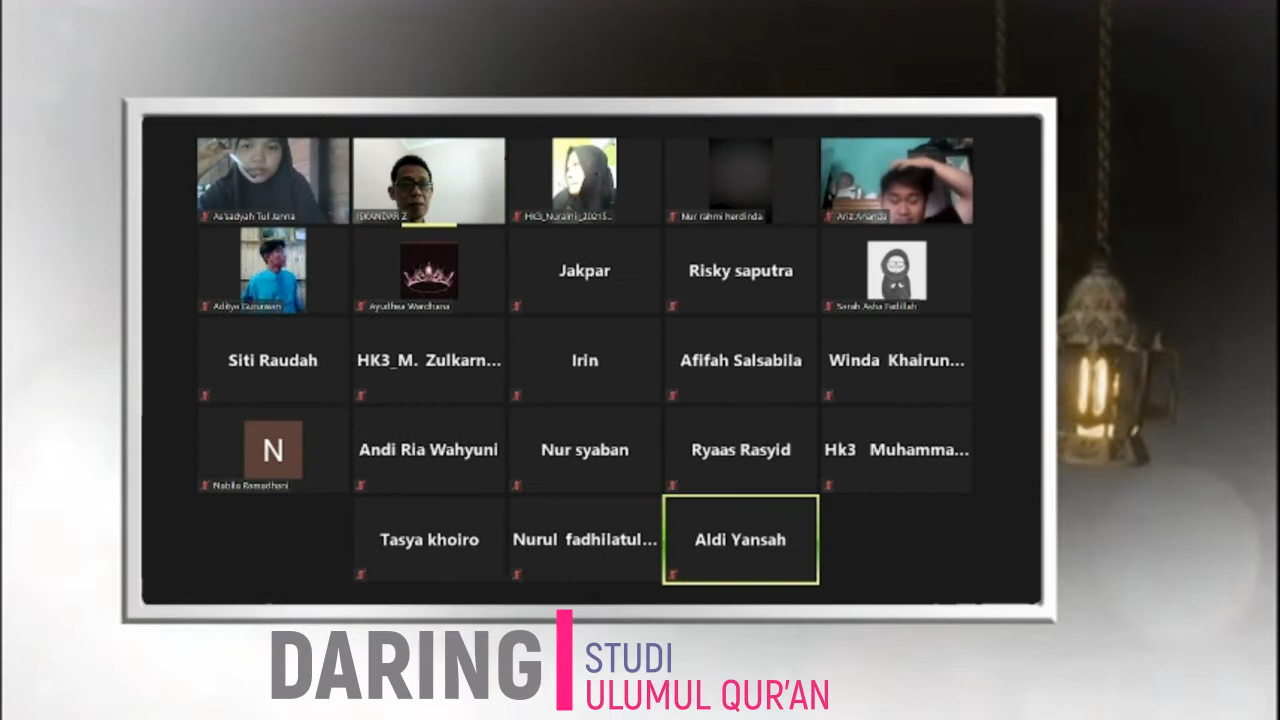 As'sadyah Tul Janna
ISKANDAR Z
HK3_Nuraini_20215...
Nur rahmi herdinda
Ariz Ananda
Aditya Gunawan
Ayudhea Wardhana
Jakpar
Risky saputra
Sarah Asha Fadillah
Siti Raudah
HK3_M. Zulkarn...
Irin
Afifah Salsabila
Winda Khairun...
N
Nabila Ramadhani
Andi Ria Wahyuni
Nur syaban
Ryaas Rasyid
Hk3 Muhamma...
Tasya khoiro
Nurul fadhilatul...
Aldi Yansah
DARING
STUDI
ULUMUL QUR'AN